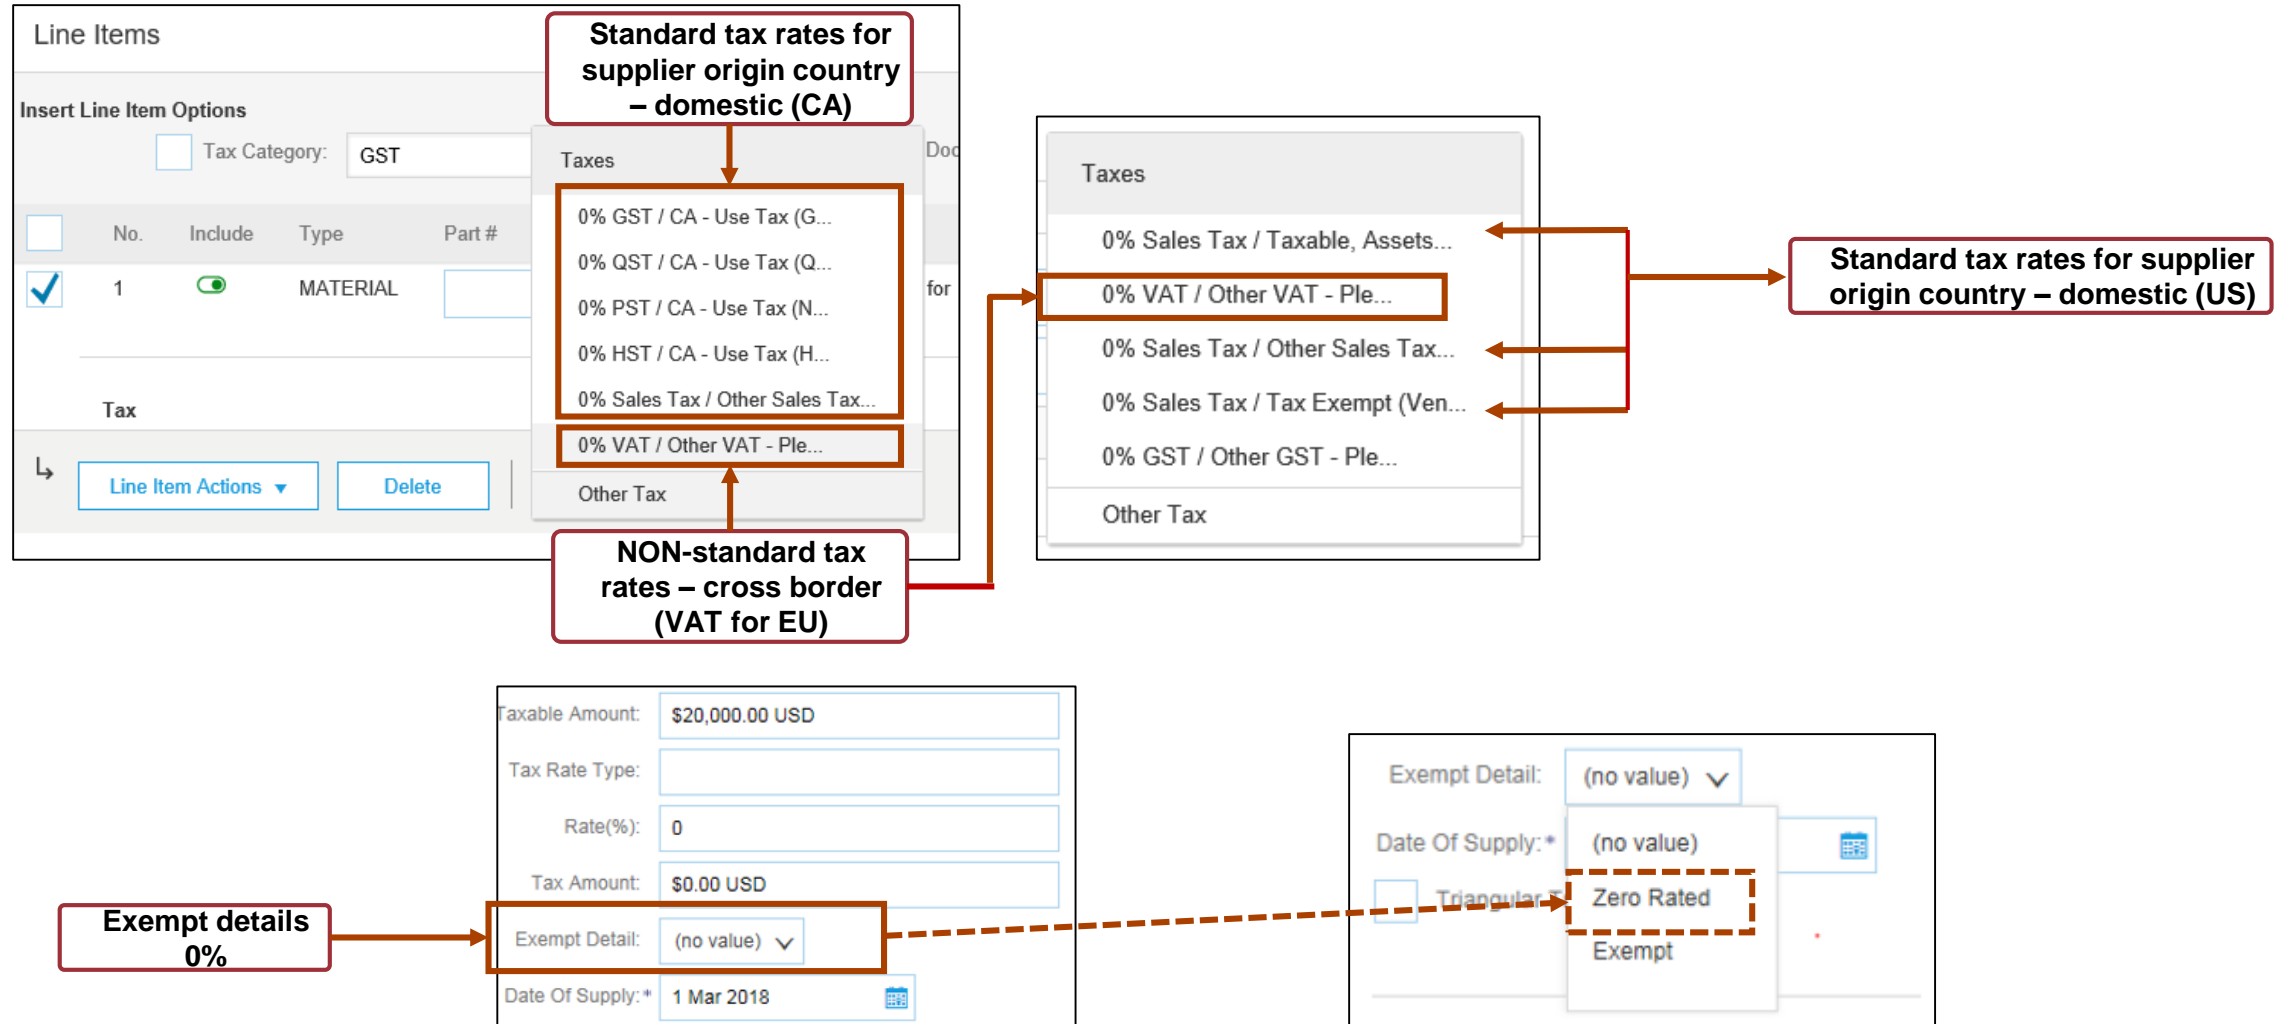 Line Items
Standard tax rates for
supplier origin country
– domestic (CA)
Insert Line Item Options
Tax Category: GST
Taxes
No. Include Type Part #
1 MATERIAL
for
0% GST / CA - Use Tax (G...
0% QST / CA - Use Tax (Q...
0% PST / CA - Use Tax (N...
0% HST / CA - Use Tax (H...
0% Sales Tax / Other Sales Tax...
0% VAT / Other VAT - Ple...
Other Tax
Tax
Line Item Actions Delete
NON-standard tax
rates – cross border
(VAT for EU)
Taxes
0% Sales Tax / Taxable, Assets...
0% VAT / Other VAT - Ple...
0% Sales Tax / Other Sales Tax...
0% Sales Tax / Tax Exempt (Ven...
0% GST / Other GST - Ple...
Other Tax
Standard tax rates for supplier
origin country – domestic (US)
Taxable Amount: $20,000.00 USD
Tax Rate Type:
Rate(%): 0
Tax Amount: $0.00 USD
Exempt Detail: (no value)
Date Of Supply:* 1 Mar 2018
Exempt details
0%
Exempt Detail: (no value)
Date Of Supply:*
(no value)
Triangular
Zero Rated
Exempt